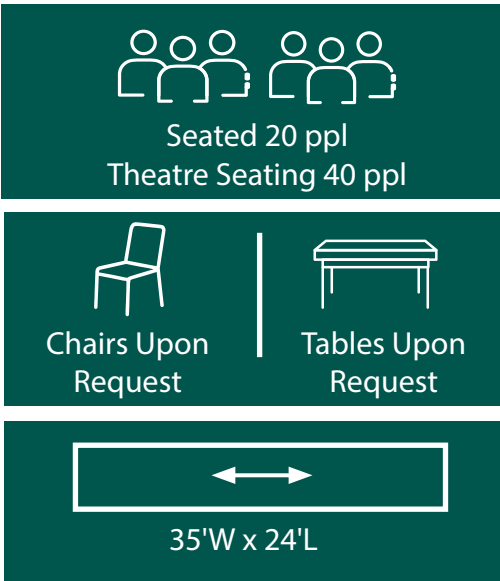 Seated 20 ppl
Theatre Seating 40 ppl
Chairs Upon
Request
Tables Upon
Request
35'W x 24'L